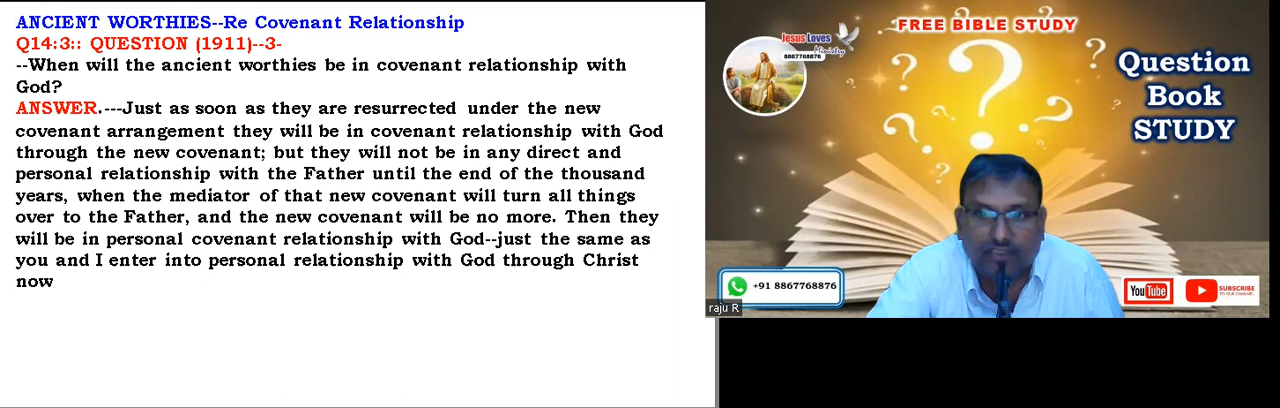 ANCIENT WORTHIES--Re Covenant Relationship
Q14:3:: QUESTION (1911)--3-
--When will the ancient worthies be in covenant relationship with
God?
ANSWER.---Just as soon as they are resurrected under the new
covenant arrangement they will be in covenant relationship with God
through the new covenant; but they will not be in any direct and
personal relationship with the Father until the end of the thousand
years, when the mediator of that new covenant will turn all things
over to the Father, and the new covenant will be no more. Then they
will be in personal covenant relationship with God--just the same as
you and I enter into personal relationship with God through Christ
now
FREE BIBLE STUDY
Jesus Loves
Ministry
8867768876
Question
Book
STUDY
+91 8867768876
YouTube
SUBSCRIBE
TO OUR CHANNEL
raju R